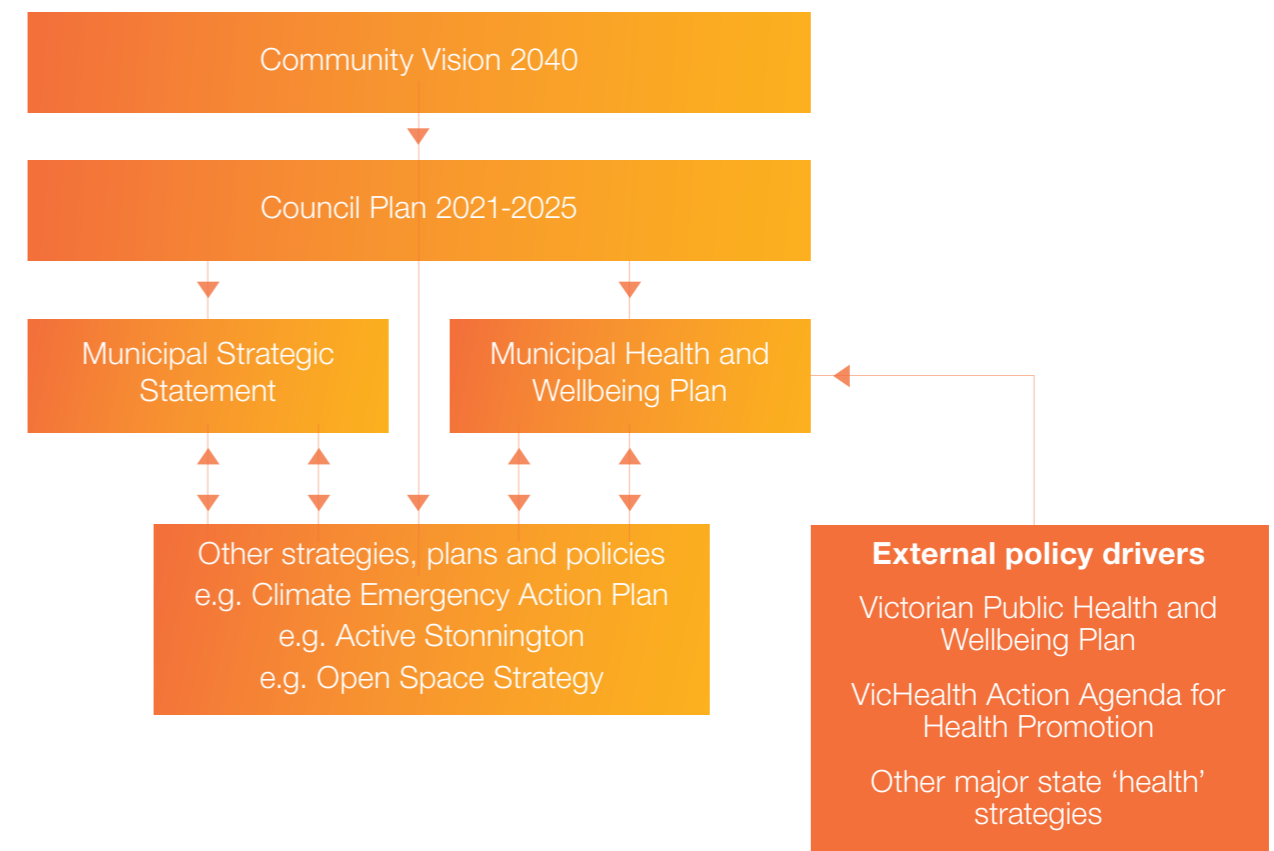 Community Vision 2040
Council Plan 2021-2025
Municipal Strategic
Statement
Municipal Health and
Wellbeing Plan
Other strategies, plans and policies
e.g. Climate Emergency Action Plan
e.g. Active Stonnington
e.g. Open Space Strategy
External policy drivers
Victorian Public Health and
Wellbeing Plan
VicHealth Action Agenda for
Health Promotion
Other major state ‘health’
strategies